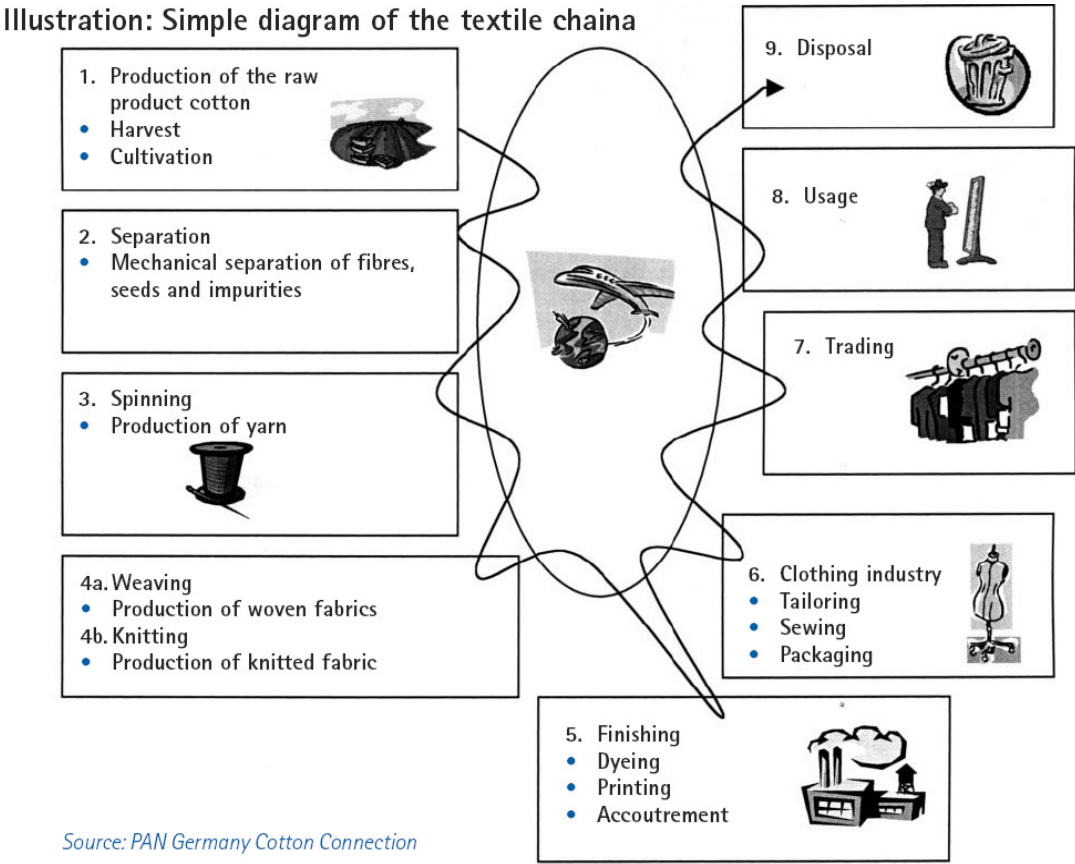 Illustration: Simple diagram of the textile chaina
1. Production of the raw
product cotton
• Harvest
• Cultivation
2. Separation
• Mechanical separation of fibres,
seeds and impurities
3. Spinning
• Production of yarn
4a. Weaving
• Production of woven fabrics
4b. Knitting
• Production of knitted fabric
5. Finishing
• Dyeing
• Printing
• Accoutrement
6. Clothing industry
• Tailoring
• Sewing
• Packaging
7. Trading
8. Usage
9. Disposal
Source: PAN Germany Cotton Connection